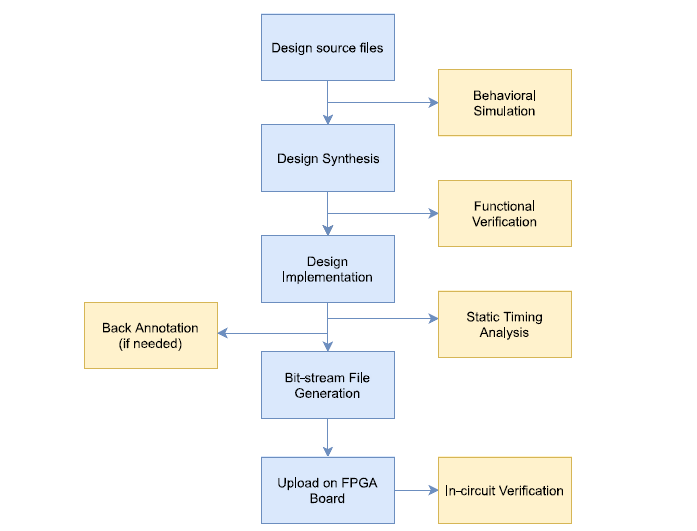 Design source files
Behavioral
Simulation
Design Synthesis
Functional
Verification
Design
Implementation
Back Annotation
(if needed)
Static Timing
Analysis
Bit-stream File
Generation
Upload on FPGA
Board
In-circuit Verification